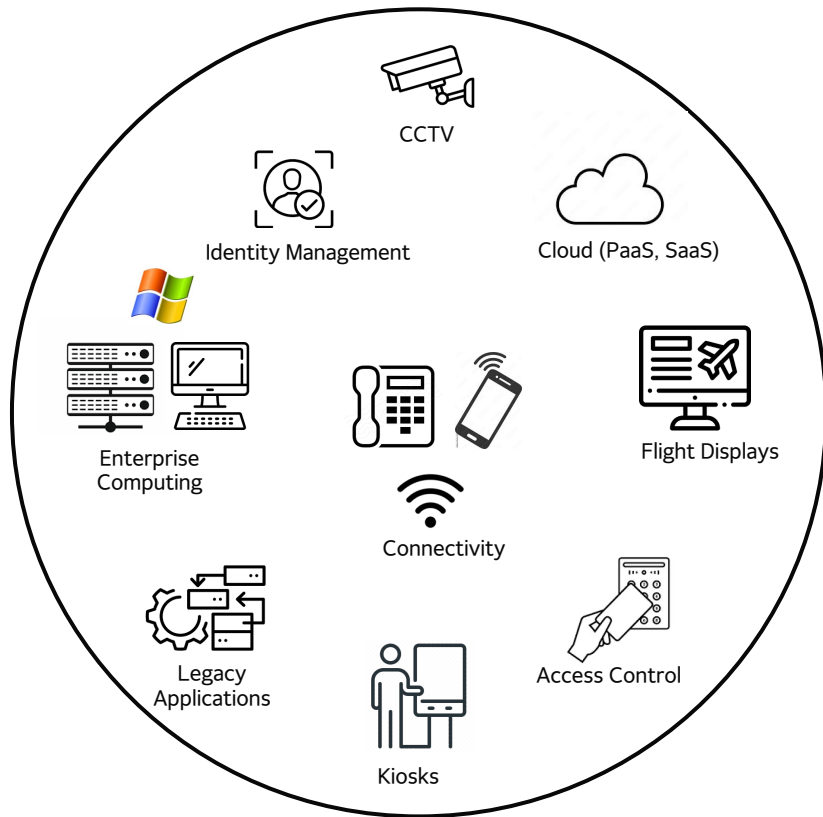 CCTV
Identity Management
Cloud (PaaS, SaaS)
Enterprise
Computing
Flight Displays
Connectivity
Legacy
Applications
Access Control
Kiosks